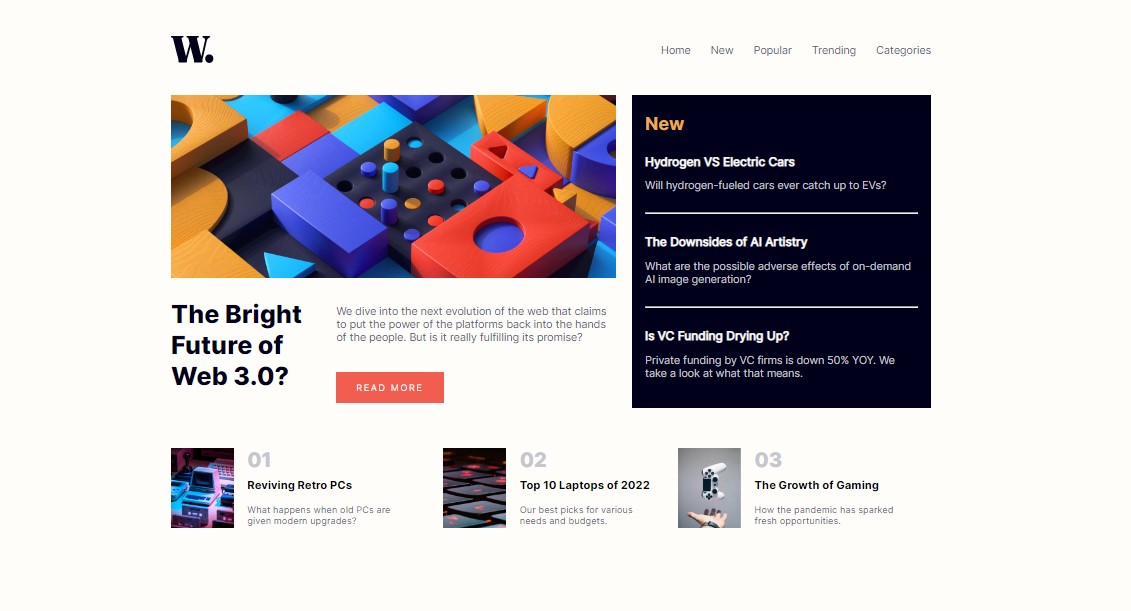 W.
Home New Popular Trending Categories
The Bright
Future of
Web 3.0?
We dive into the next evolution of the web that claims
to put the power of the platforms back into the hands
of the people. But is it really fulfilling its promise?
READ MORE
New
Hydrogen VS Electric Cars
Will hydrogen-fueled cars ever catch up to EVs?
The Downsides of AI Artistry
What are the possible adverse effects of on-demand
AI image generation?
Is VC Funding Drying Up?
Private funding by VC firms is down 50% YOY. We
take a look at what that means.
01
Reviving Retro PCs
What happens when old PCs are
given modern upgrades?
02
Top 10 Laptops of 2022
Our best picks for various
needs and budgets.
03
The Growth of Gaming
How the pandemic has sparked
fresh opportunities.